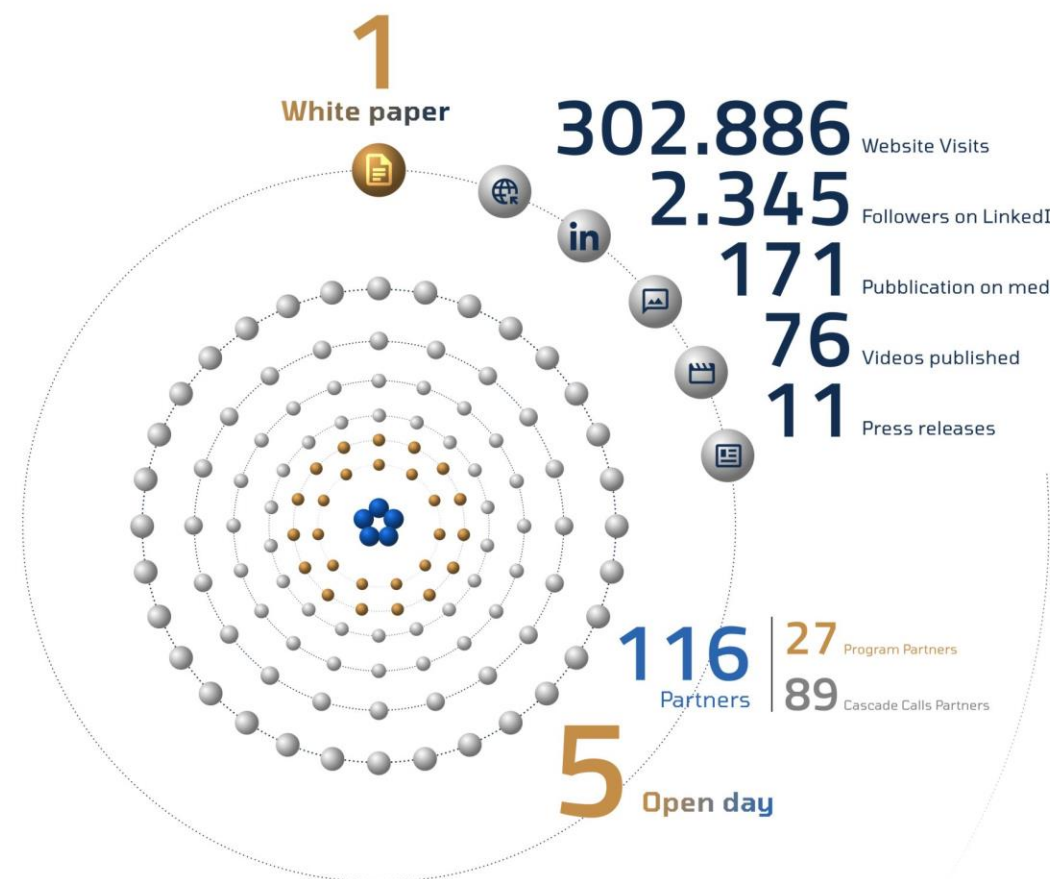 1
White paper
302.886 Website Visits
2.345 Followers on LinkedI
171 Pubblication on med
76 Videos published
11 Press releases
in
116 Partners
27 Program Partners
89 Cascade Calls Partners
5 Open day